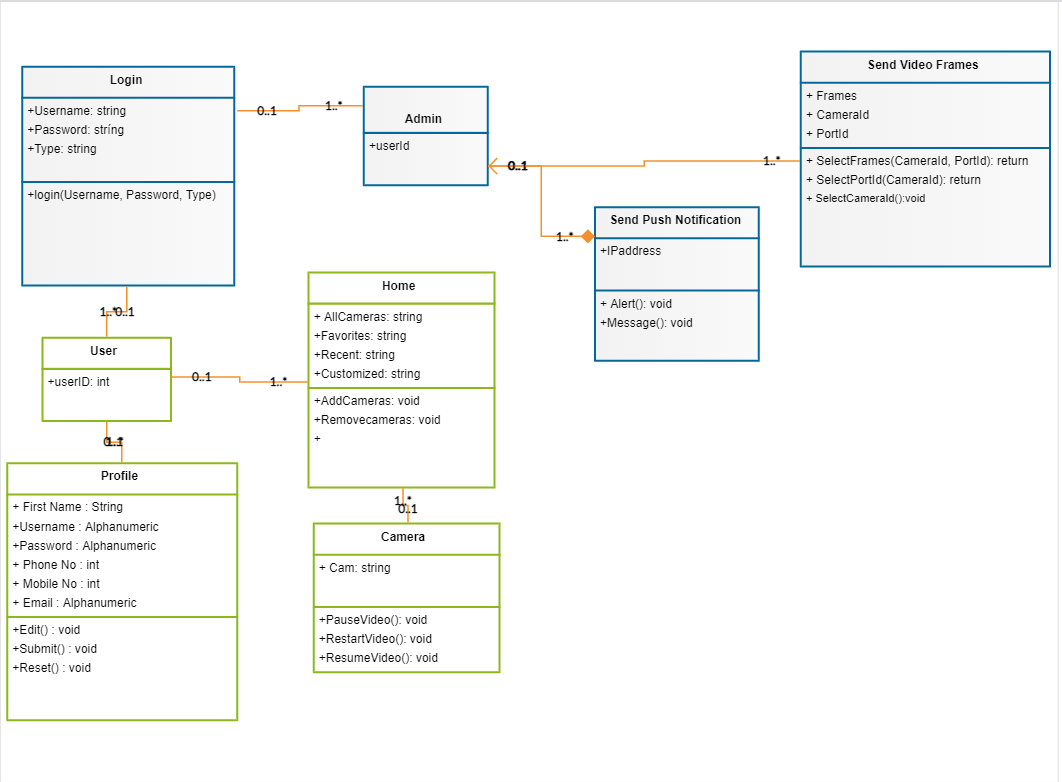 Login
+Username: string
+Password: stríng
+Type: string
+login(Username, Password, Type)
0..1
1..*
Admin
+userId
0..1
1..*
Send Video Frames
+ Frames
+ CameraId
+ PortId
+ SelectFrames(CameraId, PortId): return
+ SelectPortId(CameraId): return
+ SelectCameraId():void
1..*
Send Push Notification
+IPaddress
+ Alert(): void
+Message(): void
1..*
0..1
User
+userID: int
0..1
1..*
Home
+ AllCameras: string
+Favorites: string
+Recent: string
+Customized: string
+AddCameras: void
+Removecameras: void
+
0..1
1..*
Profile
+ First Name : String
+Username : Alphanumeric
+Password : Alphanumeric
+ Phone No : int
+ Mobile No : int
+ Email : Alphanumeric
+Edit() : void
+Submit() : void
+Reset() : void
1..*
0..1
Camera
+ Cam: string
+PauseVideo(): void
+RestartVideo(): void
+ResumeVideo(): void